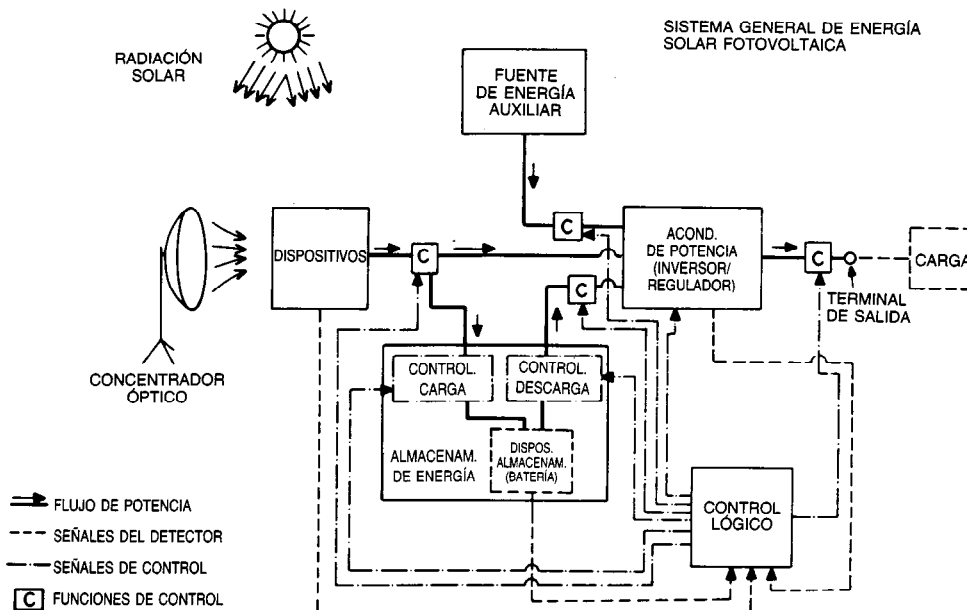 SISTEMA GENERAL DE ENERGÍA
SOLAR FOTOVOLTAICA
RADIACIÓN
SOLAR
FUENTE
DE ENERGÍA
AUXILIAR
DISPOSITIVOS
C
C
C
ACOND.
DE POTENCIA
(INVERSOR/
REGULADOR)
C
CARGA
TERMINAL
DE SALIDA
CONCENTRADOR
ÓPTICO
CONTROL.
CARGA
CONTROL.
DESCARGA
ALMACENAM.
DE ENERGÍA
DISPOS.
ALMACENAM.
(BATERÍA)
CONTROL
LÓGICO
FLUJO DE POTENCIA
SEÑALES DEL DETECTOR
SEÑALES DE CONTROL
C FUNCIONES DE CONTROL